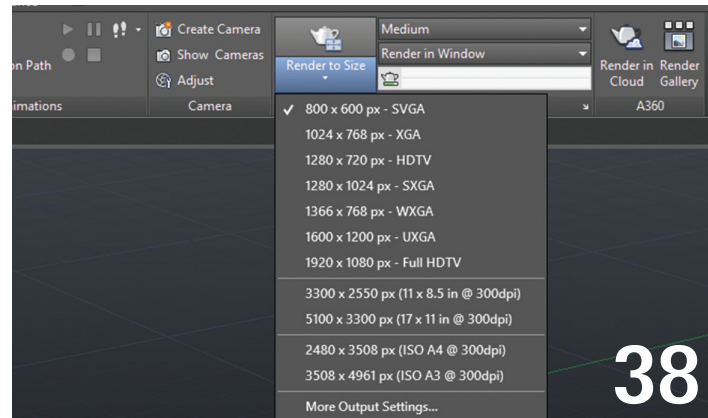 Create Camera
Show Cameras
Adjust
on Path
Camera
Render to Size
Medium
Render in Window
Render in Cloud
Render Gallery
A360
800 x 600 px - SVGA
1024 x 768 px - XGA
1280 x 720 px - HDTV
1280 x 1024 px - SXGA
1366 x 768 px - WXGA
1600 x 1200 px - UXGA
1920 x 1080 px - Full HDTV
3300 x 2550 px (11 x 8.5 in @ 300dpi)
5100 x 3300 px (17 x 11 in @ 300dpi)
2480 x 3508 px (ISO A4 @ 300dpi)
3508 x 4961 px (ISO A3 @ 300dpi)
More Output Settings...
38